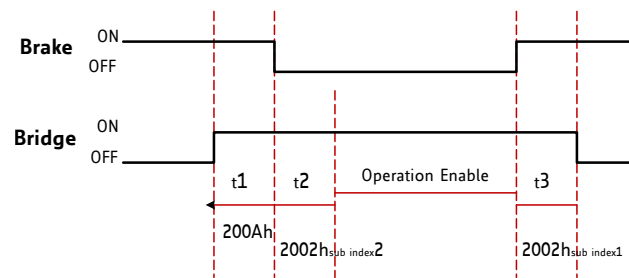 Brake ON
OFF
Bridge ON
OFF
t1 t2 Operation Enable t3
200Ah
2002hsub index2 2002hsub index1